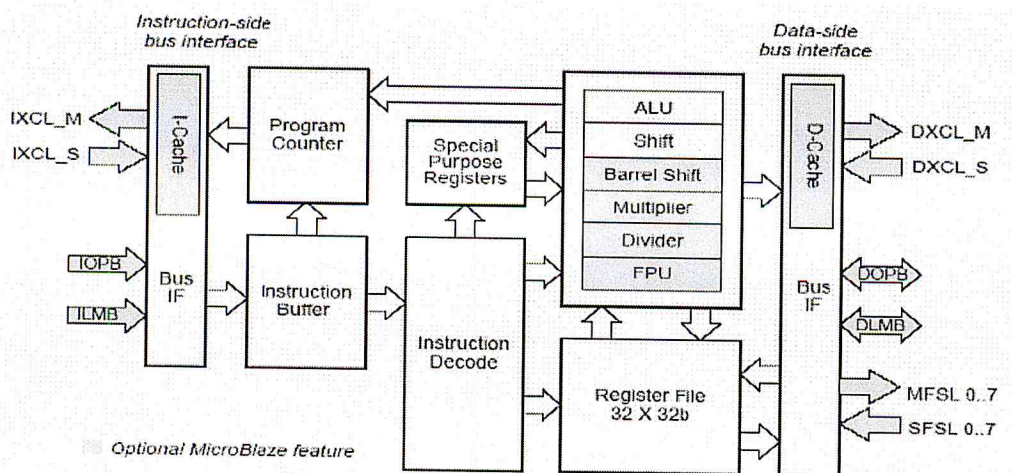 Instruction-side
bus interface
Data-side
bus interface
IXCL_M
IXCL_S
I-Cache
Program
Counter
Special
Purpose
Registers
ALU
Shift
Barrel Shift
Multiplier
Divider
FPU
D-Cache
DXCL_M
DXCL_S
IOPB
ILMB
Bus
IF
Instruction
Buffer
Instruction
Decode
Register File
32 X 32b
Bus
IF
DOPB
DLMB
MFSL 0..7
SFSL 0..7
Optional MicroBlaze feature